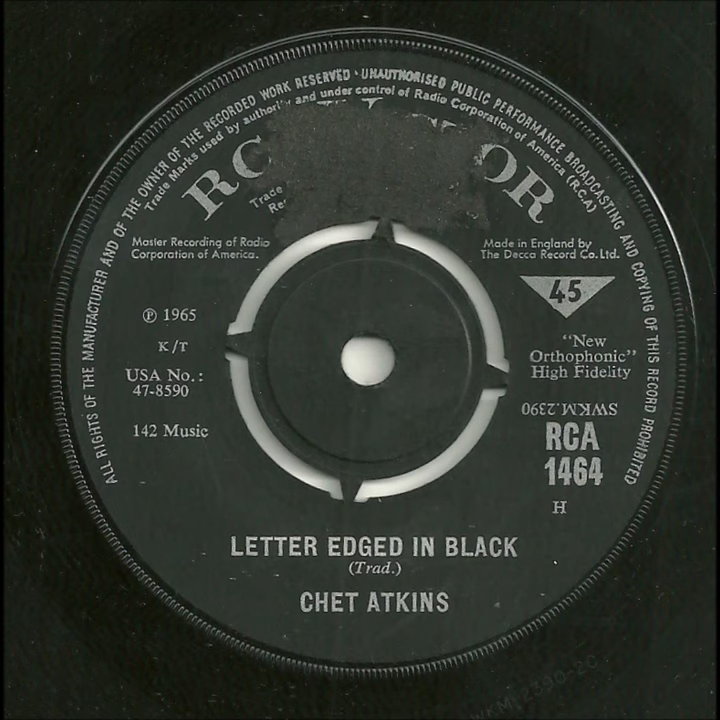 ALL RIGHTS OF THE MANUFACTURER AND OF THE OWNER OF THE RECORDED WORK RESERVED · UNAUTHORISED PUBLIC PERFORMANCE BROADCASTING AND COPYING OF THIS RECORD PROHIBITED
Trade Marks used by authority and under control of Radio Corporation of America (R.C.A)
RC OR
Trade
Re
Master Recording of Radio
Corporation of America.
Made in England by
The Decca Record Co. Ltd.
45
℗ 1965
K/T
USA No.:
47-8590
142 Music
"New
Orthophonic"
High Fidelity
SWKM.2390
RCA
1464
H
LETTER EDGED IN BLACK
(Trad.)
CHET ATKINS